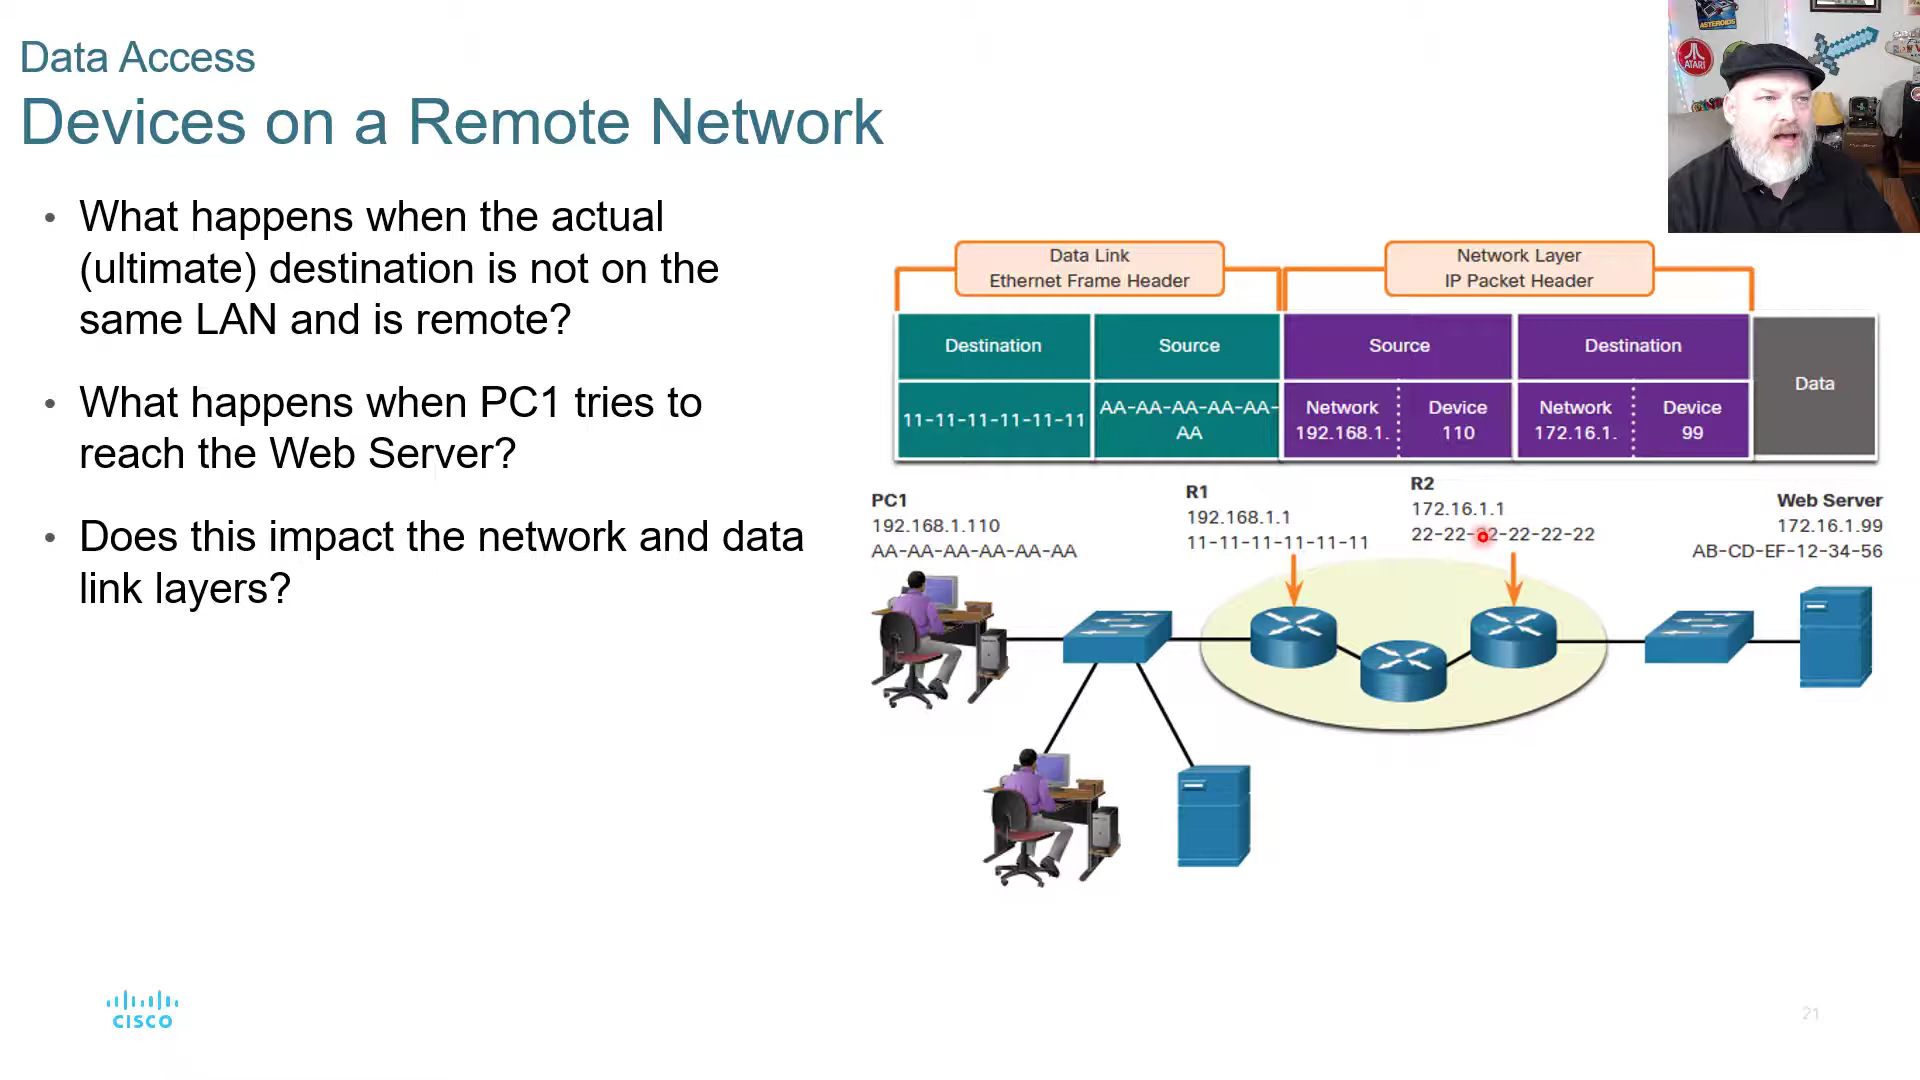 Data Access
Devices on a Remote Network
• What happens when the actual
(ultimate) destination is not on the
same LAN and is remote?
• What happens when PC1 tries to
reach the Web Server?
• Does this impact the network and data
link layers?
ASTEROIDS
ATARI
Data Link
Ethernet Frame Header
Network Layer
IP Packet Header
Destination
Source
Source
Destination
Data
11-11-11-11-11-11
AA-AA-AA-AA-AA-
AA
Network
192.168.1.
Device
110
Network
172.16.1.
Device
99
PC1
192.168.1.110
AA-AA-AA-AA-AA-AA
R1
192.168.1.1
11-11-11-11-11-11
R2
172.16.1.1
22-22-22-22-22-22
Web Server
172.16.1.99
AB-CD-EF-12-34-56
CISCO
21